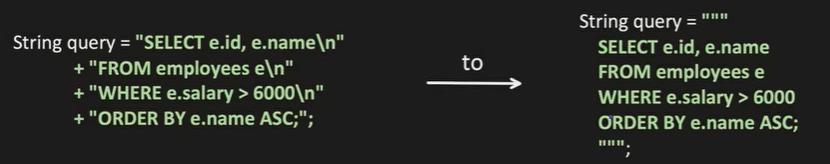 String query = "SELECT e.id, e.name\n"
+ "FROM employees e\n"
+ "WHERE e.salary > 6000\n"
+ "ORDER BY e.name ASC;";
to
String query = """
SELECT e.id, e.name
FROM employees e
WHERE e.salary > 6000
ORDER BY e.name ASC;
""";